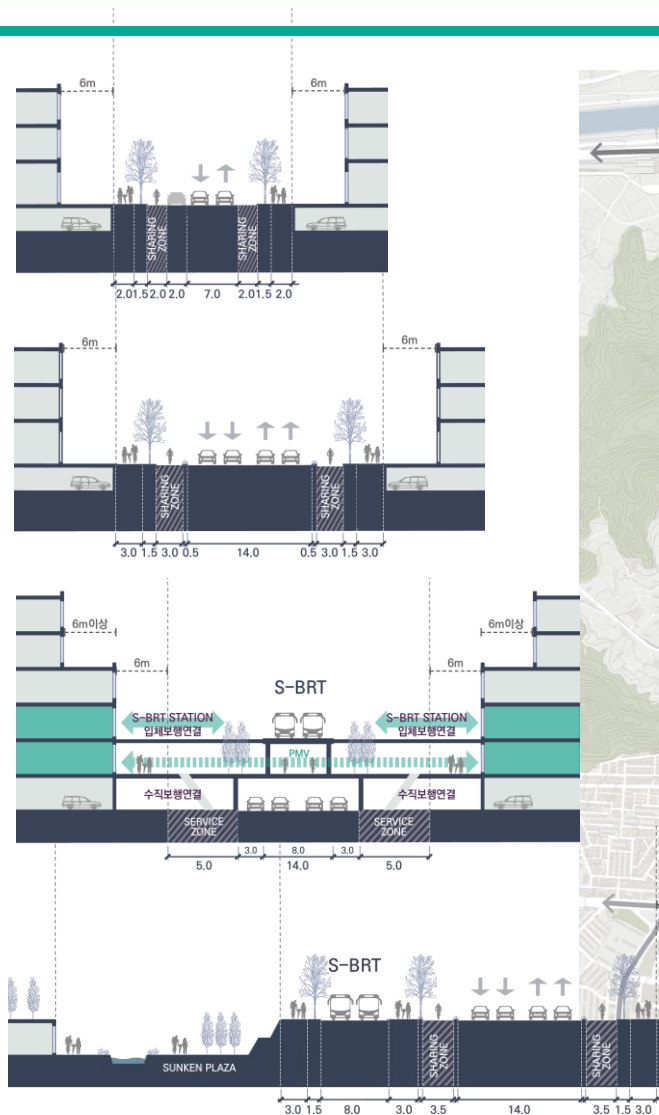 6m
6m
SHARING
ZONE
SHARING
ZONE
2.0 1.5 2.0 2.0 7.0 2.0 1.5 2.0
6m
6m
SHARING
ZONE
SHARING
ZONE
3.0 1.5 3.0 0.5 14.0 0.5 3.0 1.5 3.0
6m이상
6m이상
6m
6m
S-BRT
S-BRT STATION
입체보행연결
S-BRT STATION
입체보행연결
PMV
수직보행연결
수직보행연결
SERVICE
ZONE
SERVICE
ZONE
3.0 8.0 3.0
5.0 14.0 5.0
S-BRT
SUNKEN PLAZA
SHARING
ZONE
SHARING
ZONE
3.0 1.5 8.0 3.0 3.5 14.0 3.5 1.5 3.0